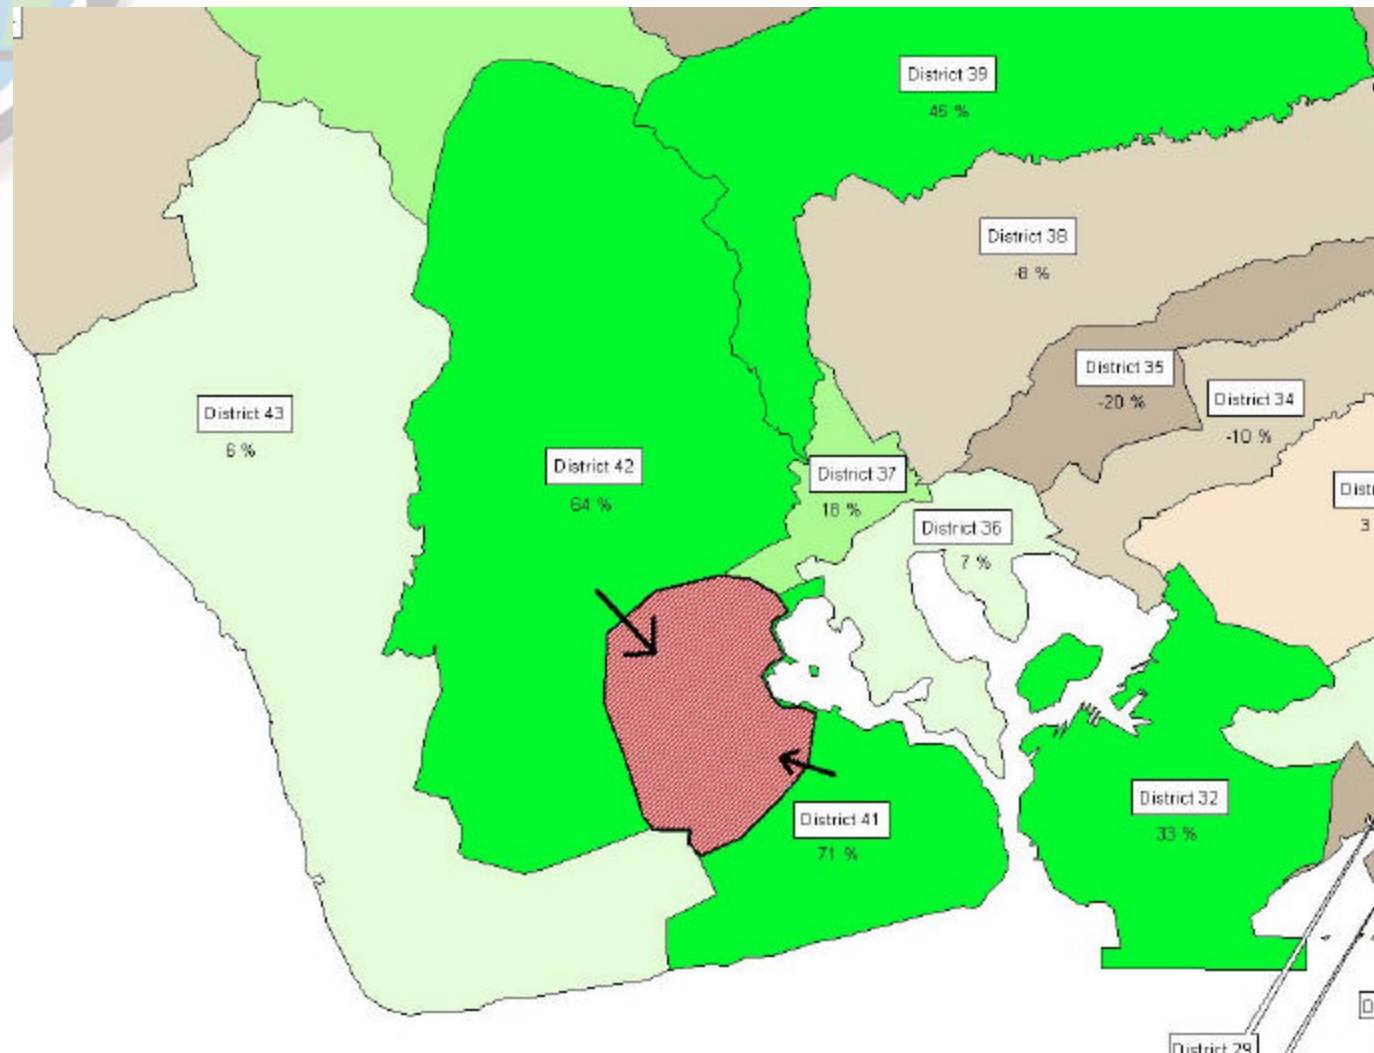 District 39
45 %
District 38
-8 %
District 35
-20 %
District 34
-10 %
District 43
6 %
District 42
64 %
District 37
18 %
3
District 36
7 %
District 32
33 %
District 41
71 %
District 29